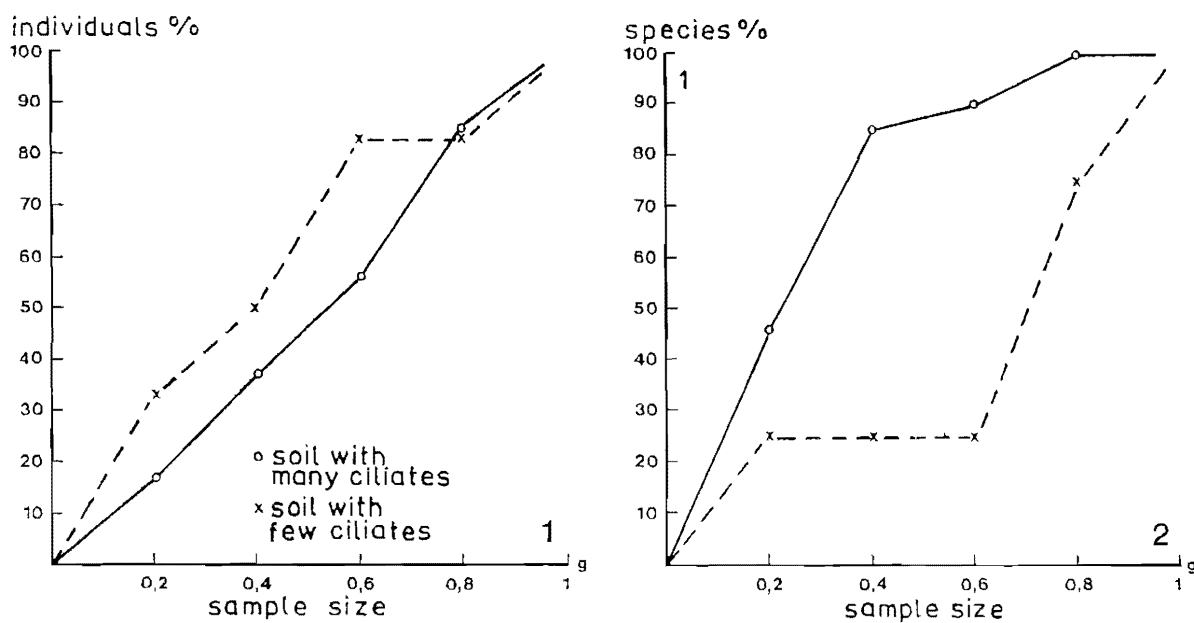 individuals %
100
90
80
70
60
50
40
30
20
10
o soil with
many ciliates
x soil with
few ciliates
1
0,2 0,4 0,6 0,8 1 g
sample size
species %
100
1
90
80
70
60
50
40
30
20
10
2
0,2 0,4 0,6 0,8 1 g
sample size